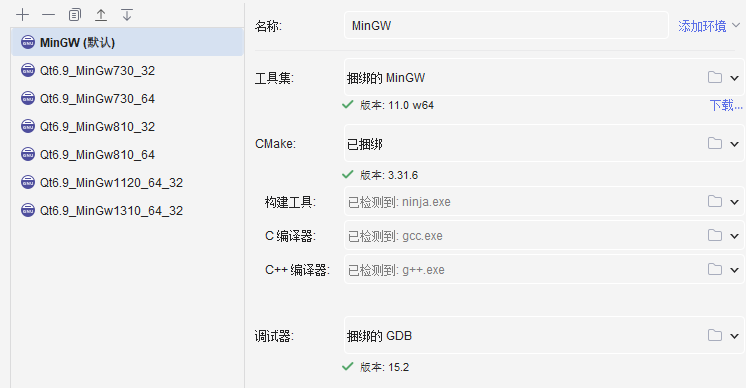 MinGW (默认)
Qt6.9_MinGw730_32
Qt6.9_MinGw730_64
Qt6.9_MinGw810_32
Qt6.9_MinGw810_64
Qt6.9_MinGw1120_64_32
Qt6.9_MinGw1310_64_32
名称: MinGW 添加环境
工具集: 捆绑的 MinGW
版本: 11.0 w64 下载...
CMake: 已捆绑
版本: 3.31.6
构建工具: 已检测到: ninja.exe
C 编译器: 已检测到: gcc.exe
C++ 编译器: 已检测到: g++.exe
调试器: 捆绑的 GDB
版本: 15.2